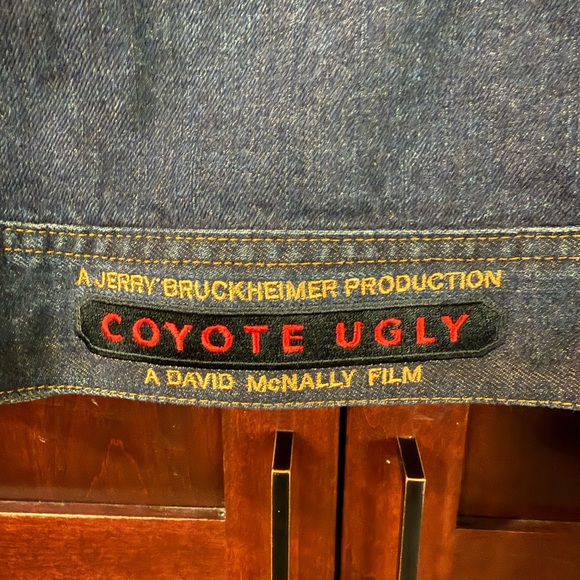 A JERRY BRUCKHEIMER PRODUCTION
COYOTE UGLY
A DAVID McNALLY FILM